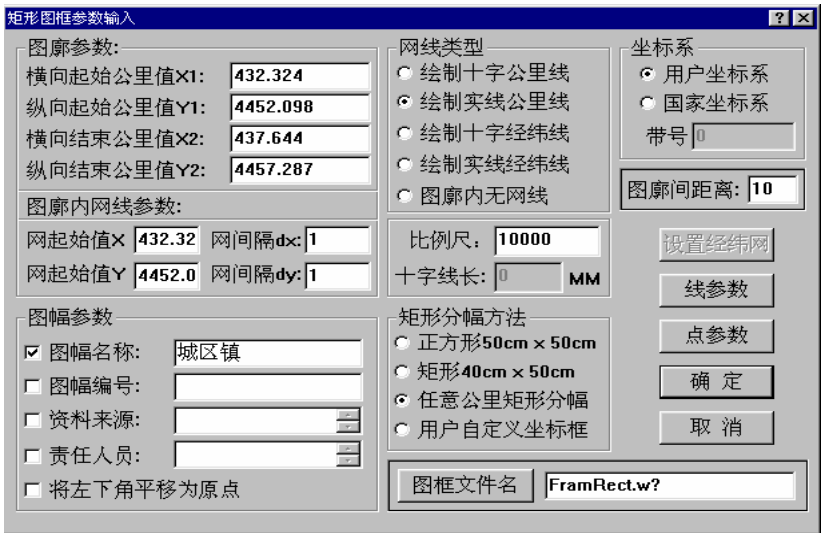 矩形图框参数输入
图廓参数:
横向起始公里值X1: 432.324
纵向起始公里值Y1: 4452.098
横向结束公里值X2: 437.644
纵向结束公里值Y2: 4457.287
图廓内网线参数:
网起始值X 432.32 网间隔dx: 1
网起始值Y 4452.0 网间隔dy: 1
图幅参数
图幅名称: 城区镇
图幅编号:
资料来源:
责任人员:
将左下角平移为原点
网线类型
绘制十字公里线
绘制实线公里线
绘制十字经纬线
绘制实线经纬线
图廓内无网线
比例尺: 10000
十字线长: 0 MM
矩形分幅方法
正方形50cm x 50cm
矩形40cm x 50cm
任意公里矩形分幅
用户自定义坐标框
图框文件名 FramRect.w?
坐标系
用户坐标系
国家坐标系
带号 0
图廓间距离: 10
设置经纬网
线参数
点参数
确 定
取 消